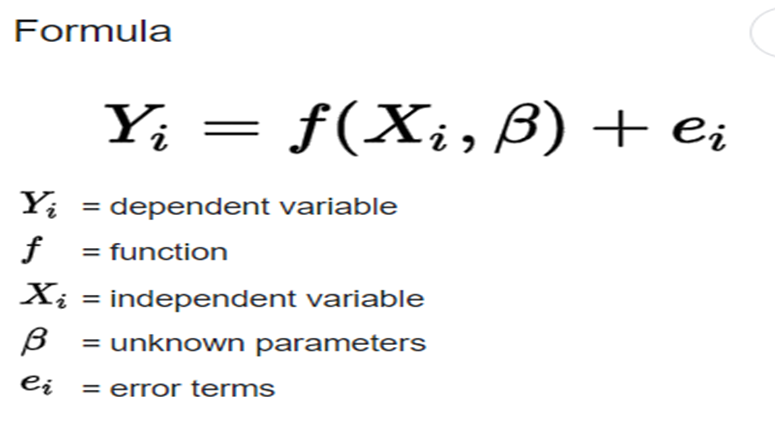 Formula
Yᵢ = f(Xᵢ, β) + eᵢ
Yᵢ = dependent variable
f = function
Xᵢ = independent variable
β = unknown parameters
eᵢ = error terms